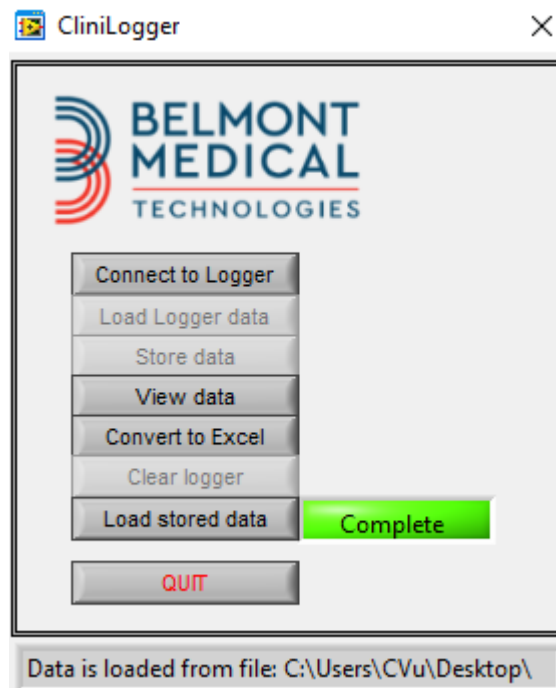 CliniLogger
BELMONT
MEDICAL
TECHNOLOGIES
Connect to Logger
Load Logger data
Store data
View data
Convert to Excel
Clear logger
Load stored data
Complete
QUIT
Data is loaded from file: C:\Users\CVu\Desktop\